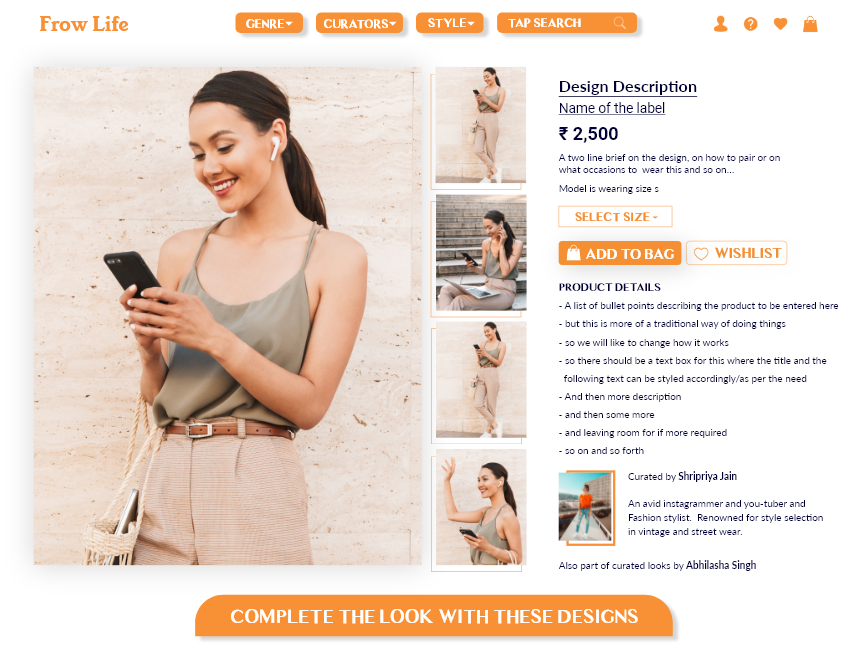 Frow Life
GENRE
CURATORS
STYLE
TAP SEARCH
Design Description
Name of the label
₹ 2,500
A two line brief on the design, on how to pair or on
what occasions to wear this and so on...
Model is wearing size s
SELECT SIZE -
ADD TO BAG
WISHLIST
PRODUCT DETAILS
- A list of bullet points describing the product to be entered here
- but this is more of a traditional way of doing things
- so we will like to change how it works
- so there should be a text box for this where the title and the
following text can be styled accordingly/as per the need
- And then more description
- and then some more
- and leaving room for if more required
- so on and so forth
Curated by Shripriya Jain
An avid instagrammer and you-tuber and
Fashion stylist. Renowned for style selection
in vintage and street wear.
Also part of curated looks by Abhilasha Singh
COMPLETE THE LOOK WITH THESE DESIGNS